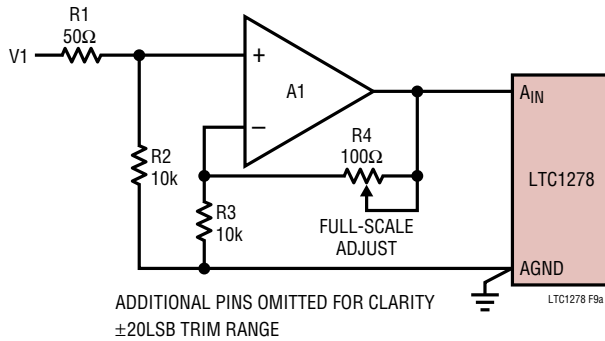 R1
50Ω
V1
+
A1
−
AIN
R4
100Ω
R2
10k
LTC1278
R3
10k
FULL-SCALE
ADJUST
AGND
LTC1278 F9a
ADDITIONAL PINS OMITTED FOR CLARITY
±20LSB TRIM RANGE